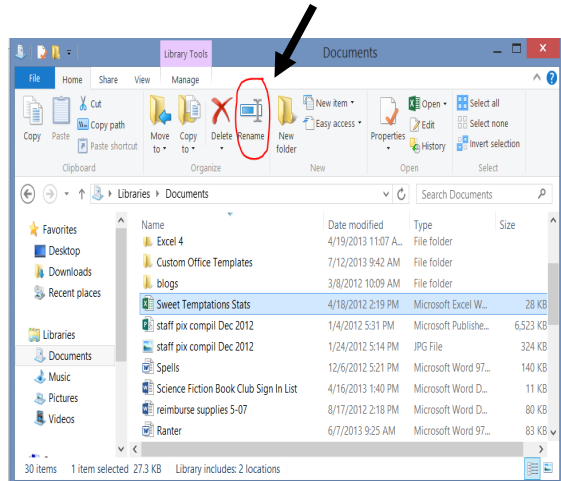 Library Tools
Documents
File Home Share View Manage
Copy
Paste
Cut
Copy path
Paste shortcut
Move to
Copy to
Delete
Rename
New folder
New item
Easy access
Properties
Open
Edit
History
Select all
Select none
Invert selection
Clipboard Organize New Open Select
Libraries Documents
Search Documents
Favorites
Desktop
Downloads
Recent places
Libraries
Documents
Music
Pictures
Videos
Name Date modified Type Size
Excel 4 4/19/2013 11:07 A... File folder
Custom Office Templates 7/12/2013 9:42 AM File folder
blogs 3/8/2012 10:09 AM File folder
Sweet Temptations Stats 4/18/2012 2:19 PM Microsoft Excel W... 28 KB
staff pix compil Dec 2012 1/4/2012 5:31 PM Microsoft Publishe... 6,523 KB
staff pix compil Dec 2012 1/24/2012 5:14 PM JPG File 324 KB
Spells 12/6/2012 5:21 PM Microsoft Word 97... 140 KB
Science Fiction Book Club Sign In List 4/16/2013 1:40 PM Microsoft Word D... 11 KB
reimburse supplies 5-07 8/17/2012 2:18 PM Microsoft Word D... 80 KB
Ranter 6/7/2013 9:25 AM Microsoft Word 97... 83 KB
30 items 1 item selected 27.3 KB Library includes: 2 locations